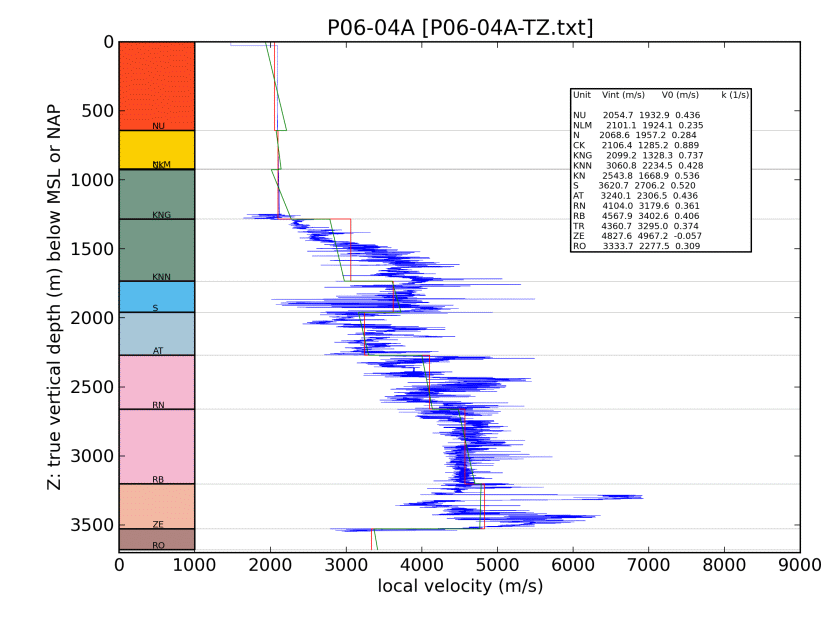 P06-04A [P06-04A-TZ.txt]
Z: true vertical depth (m) below MSL or NAP
0
500
1000
1500
2000
2500
3000
3500
NU
NLM
KNG
KNN
S
AT
RN
RB
ZE
RO
Unit Vint (m/s) V0 (m/s) k (1/s)
NU 2054.7 1932.9 0.436
NLM 2101.1 1924.1 0.235
N 2068.6 1957.2 0.284
CK 2106.4 1285.2 0.889
KNG 2099.2 1328.3 0.737
KNN 3060.8 2234.5 0.428
KN 2543.8 1668.9 0.536
S 3620.7 2706.2 0.520
AT 3240.1 2306.5 0.436
RN 4104.0 3179.6 0.361
RB 4567.9 3402.6 0.406
TR 4360.7 3295.0 0.374
ZE 4827.6 4967.2 -0.057
RO 3333.7 2277.5 0.309
0 1000 2000 3000 4000 5000 6000 7000 8000 9000
local velocity (m/s)